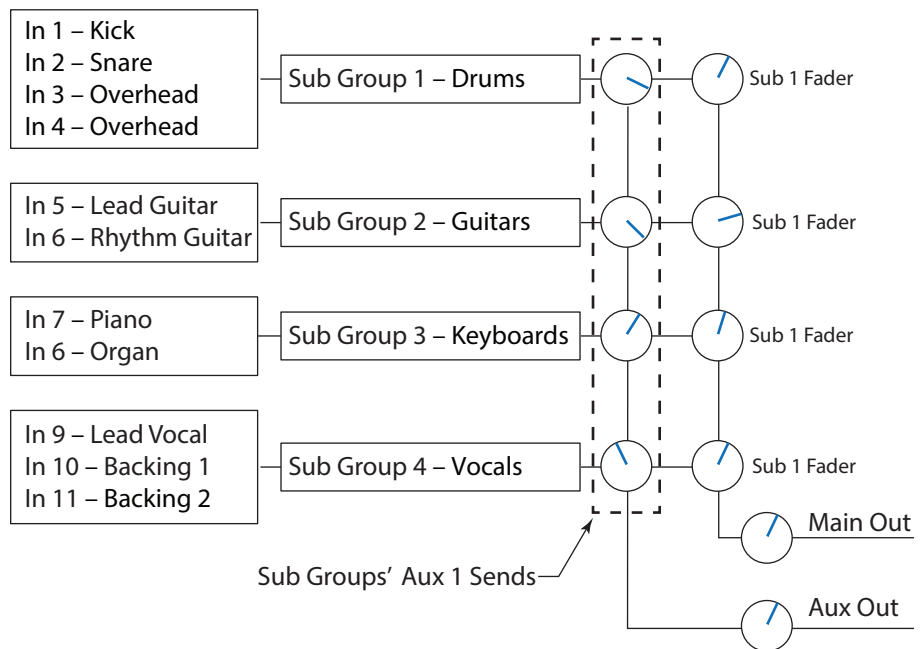 In 1 – Kick
In 2 – Snare
In 3 – Overhead
In 4 – Overhead
Sub Group 1 – Drums
Sub 1 Fader
In 5 – Lead Guitar
In 6 – Rhythm Guitar
Sub Group 2 – Guitars
Sub 1 Fader
In 7 – Piano
In 6 – Organ
Sub Group 3 – Keyboards
Sub 1 Fader
In 9 – Lead Vocal
In 10 – Backing 1
In 11 – Backing 2
Sub Group 4 – Vocals
Sub 1 Fader
Main Out
Sub Groups' Aux 1 Sends
Aux Out